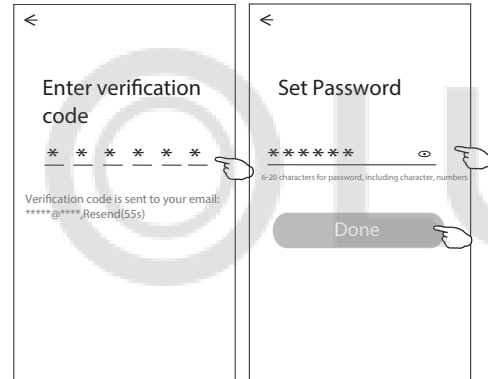 Enter verification
code
* * * * * *
Verification code is sent to your email:
*****@****,Resend(55s)
Set Password
******
6-20 characters for password, including character, numbers
Done